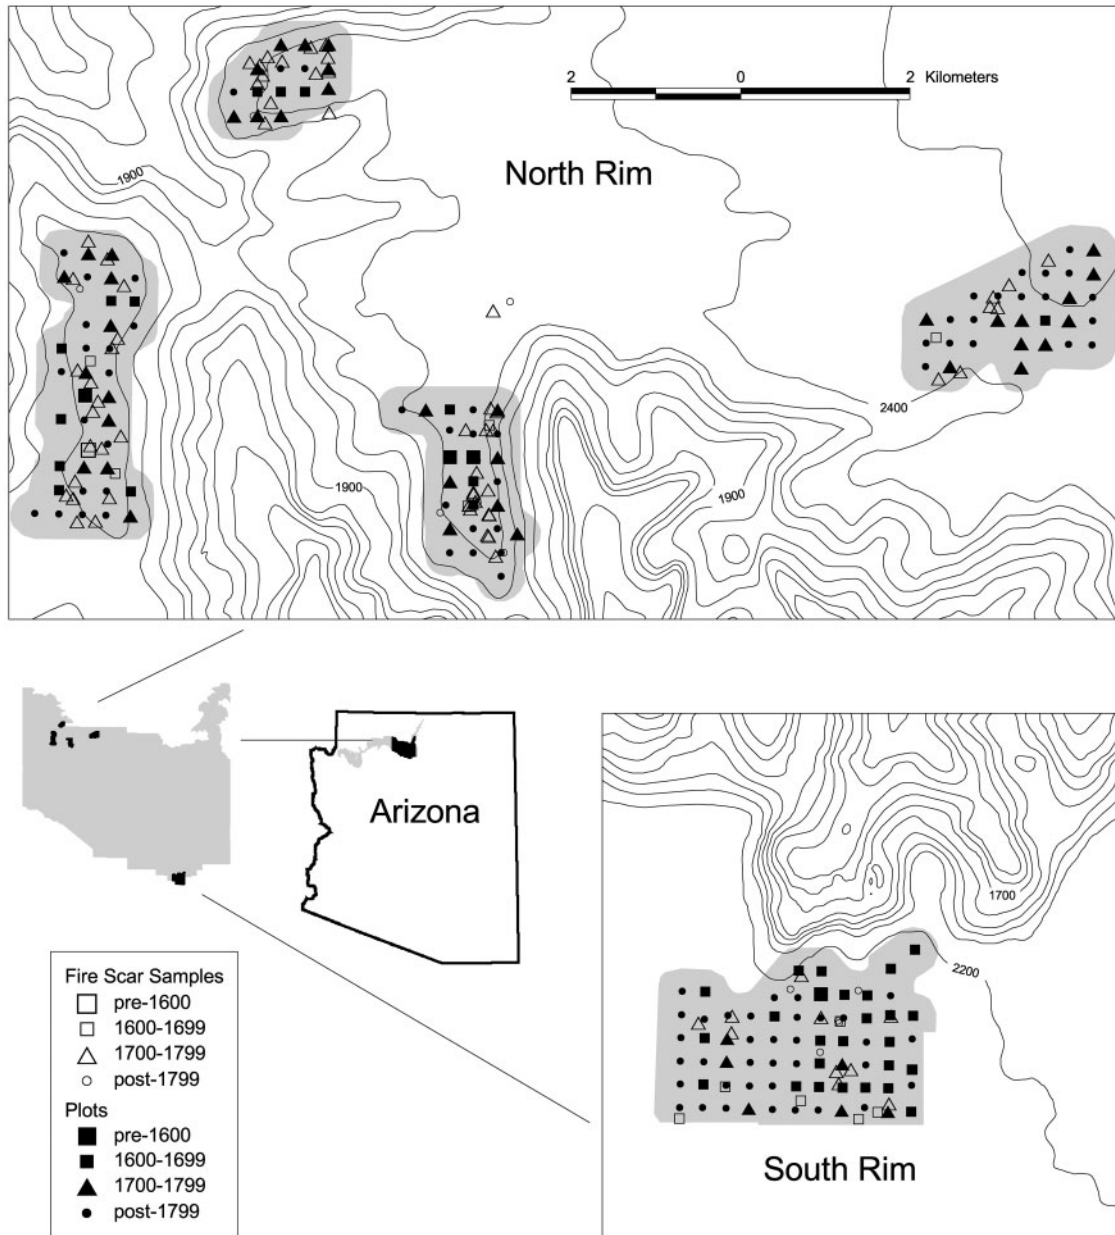 2 0 2 Kilometers
North Rim
1900
2400
1900
1900
Arizona
1700
2200
South Rim
Fire Scar Samples
pre-1600
1600-1699
1700-1799
post-1799
Plots
pre-1600
1600-1699
1700-1799
post-1799